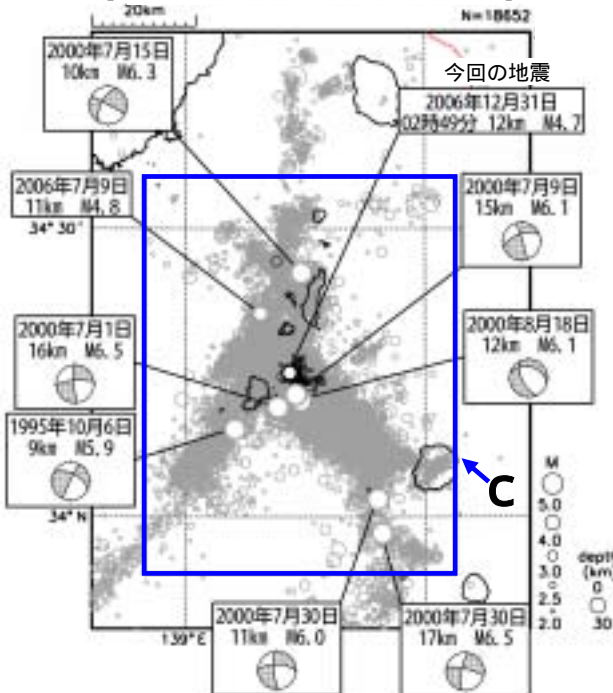 20km
N=18652
2000年7月15日
10km M6.3
今回の地震
2006年12月31日
02時49分 12km M4.7
2006年7月9日
11km M4.8
2000年7月9日
15km M6.1
34°30'
2000年7月1日
16km M6.5
2000年8月18日
12km M6.1
1995年10月6日
9km M5.9
C
34°N
M
5.0
4.0
3.0
2.5
2.0
depth
(km)
0
30
139°E
2000年7月30日
11km M6.0
2000年7月30日
17km M6.5